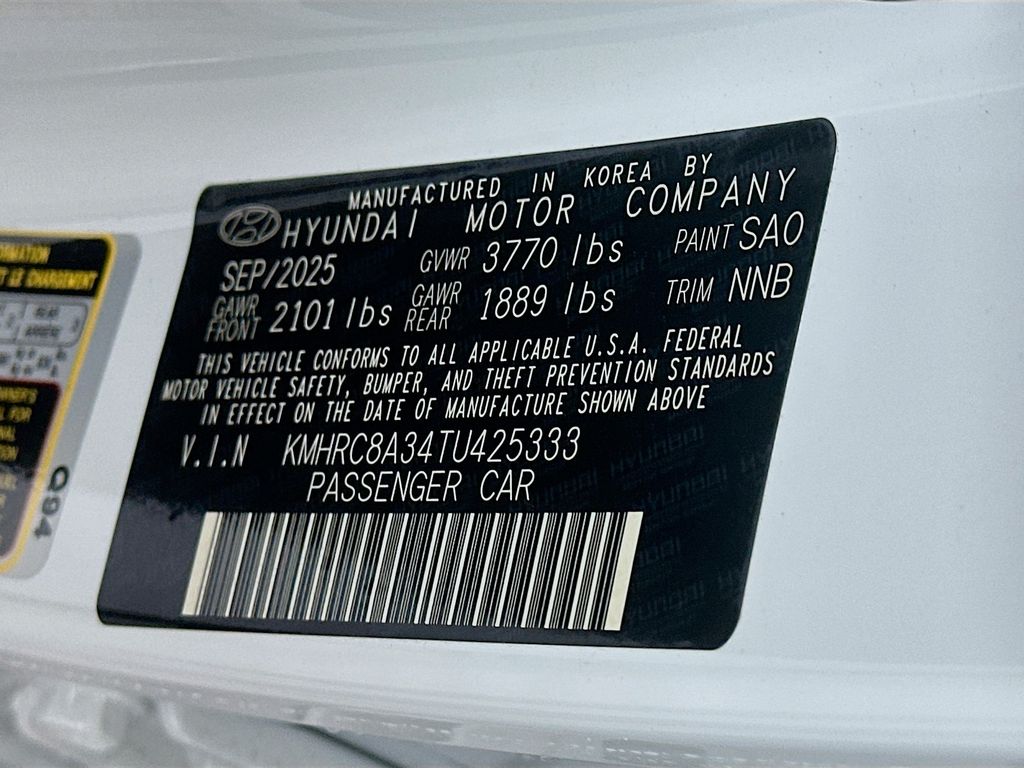 MANUFACTURED IN KOREA BY
HYUNDAI MOTOR COMPANY
SEP/2025 GVWR 3770 lbs PAINT SAO
GAWR FRONT 2101 lbs GAWR REAR 1889 lbs TRIM NNB
THIS VEHICLE CONFORMS TO ALL APPLICABLE U.S.A. FEDERAL
MOTOR VEHICLE SAFETY, BUMPER, AND THEFT PREVENTION STANDARDS
IN EFFECT ON THE DATE OF MANUFACTURE SHOWN ABOVE
V.I.N KMHRC8A34TU425333
PASSENGER CAR
C94